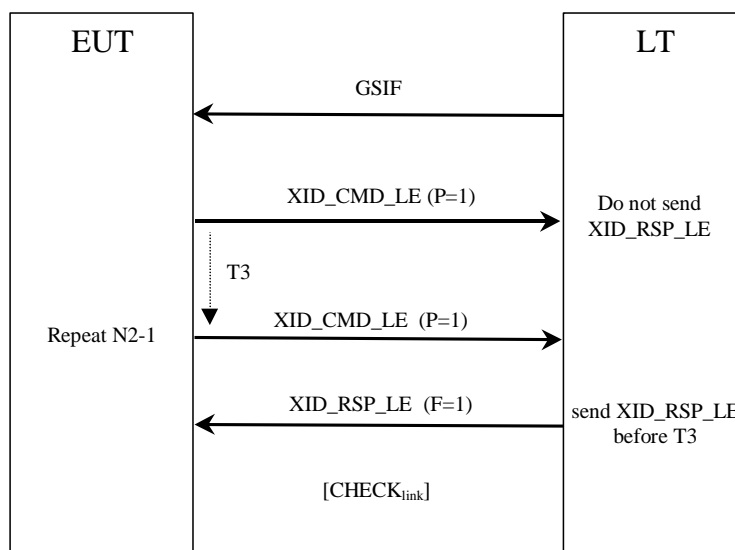 EUT
LT
GSIF
XID_CMD_LE (P=1)
Do not send
XID_RSP_LE
T3
Repeat N2-1
XID_CMD_LE (P=1)
XID_RSP_LE (F=1)
send XID_RSP_LE
before T3
[CHECKlink]